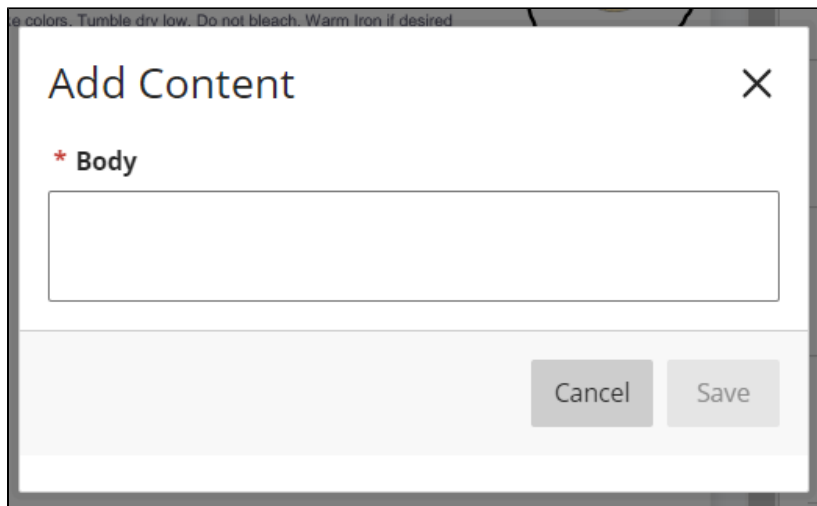 e colors. Tumble dry low. Do not bleach. Warm Iron if desired
Add Content
* Body
Cancel Save